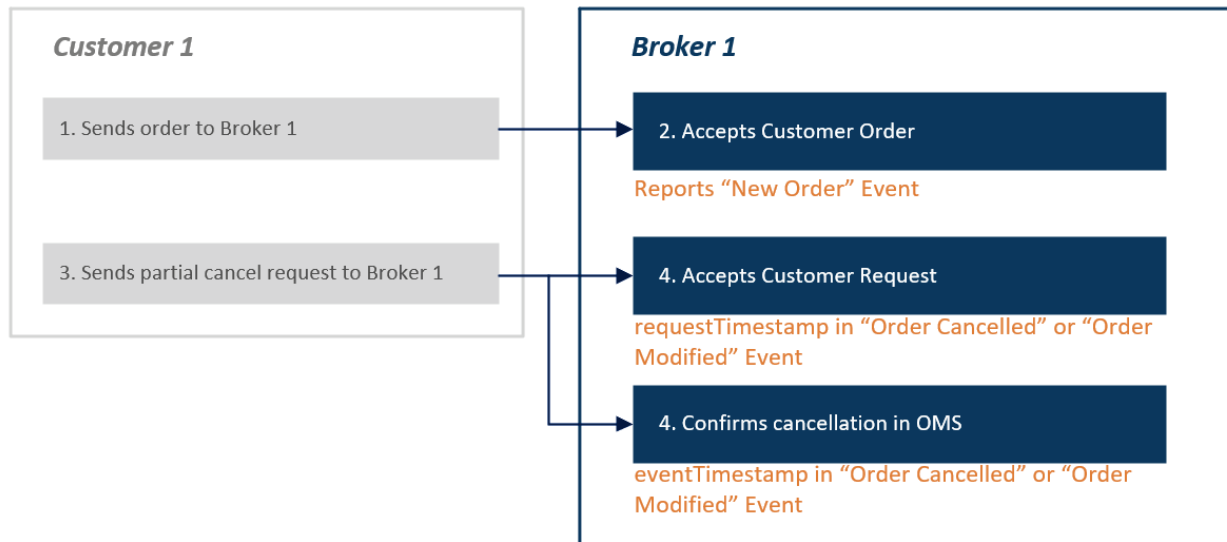 Customer 1
Broker 1
1. Sends order to Broker 1
2. Accepts Customer Order
Reports “New Order” Event
3. Sends partial cancel request to Broker 1
4. Accepts Customer Request
requestTimestamp in “Order Cancelled” or “Order
Modified” Event
4. Confirms cancellation in OMS
eventTimestamp in “Order Cancelled” or “Order
Modified” Event